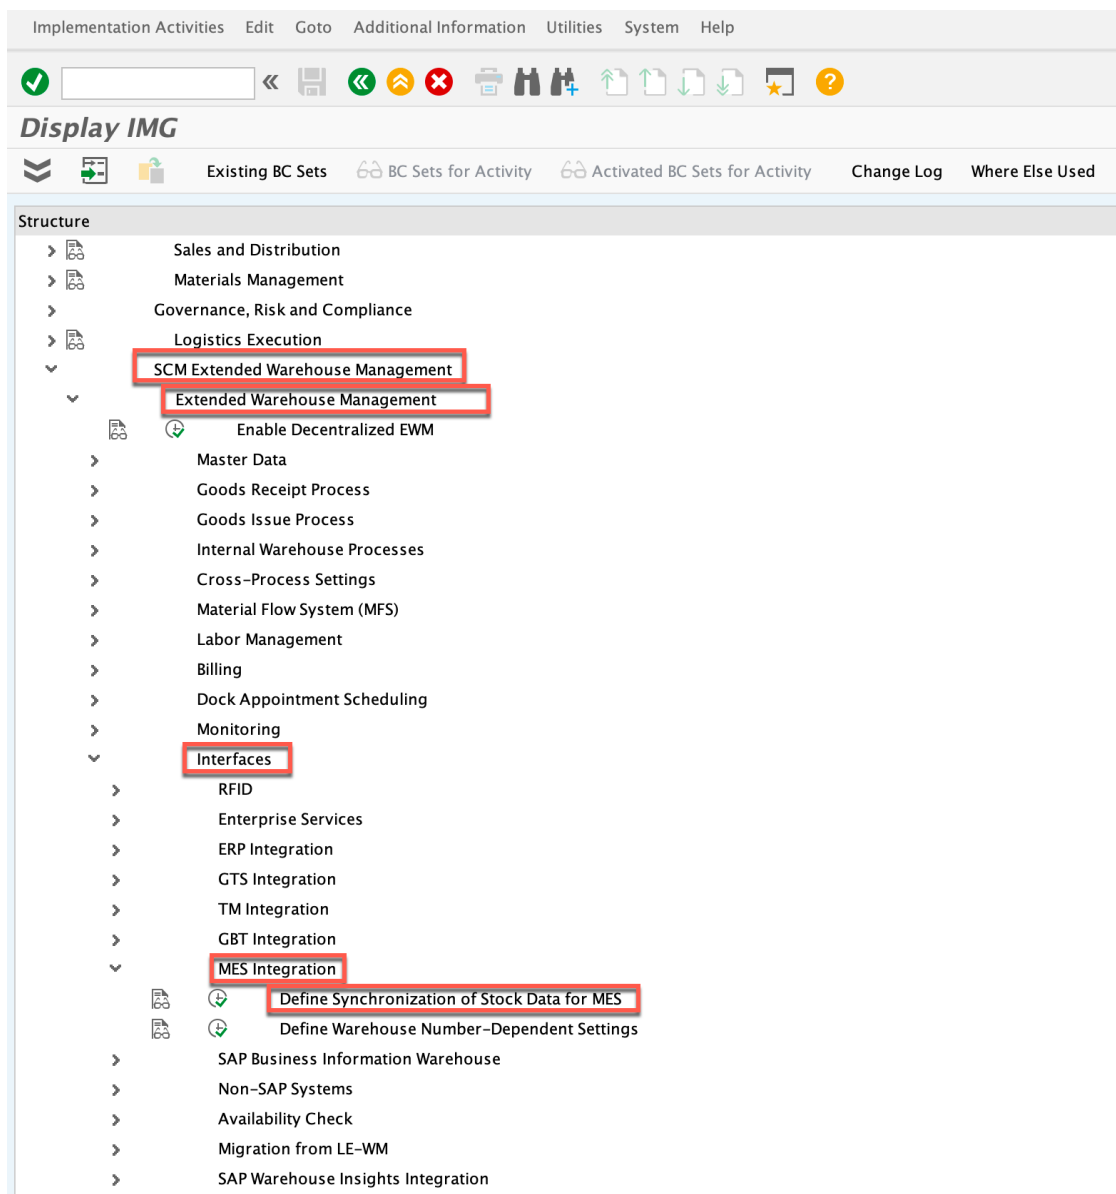 Implementation Activities Edit Goto Additional Information Utilities System Help
Display IMG
Existing BC Sets BC Sets for Activity Activated BC Sets for Activity Change Log Where Else Used
Structure
Sales and Distribution
Materials Management
Governance, Risk and Compliance
Logistics Execution
SCM Extended Warehouse Management
Extended Warehouse Management
Enable Decentralized EWM
Master Data
Goods Receipt Process
Goods Issue Process
Internal Warehouse Processes
Cross-Process Settings
Material Flow System (MFS)
Labor Management
Billing
Dock Appointment Scheduling
Monitoring
Interfaces
RFID
Enterprise Services
ERP Integration
GTS Integration
TM Integration
GBT Integration
MES Integration
Define Synchronization of Stock Data for MES
Define Warehouse Number-Dependent Settings
SAP Business Information Warehouse
Non-SAP Systems
Availability Check
Migration from LE-WM
SAP Warehouse Insights Integration